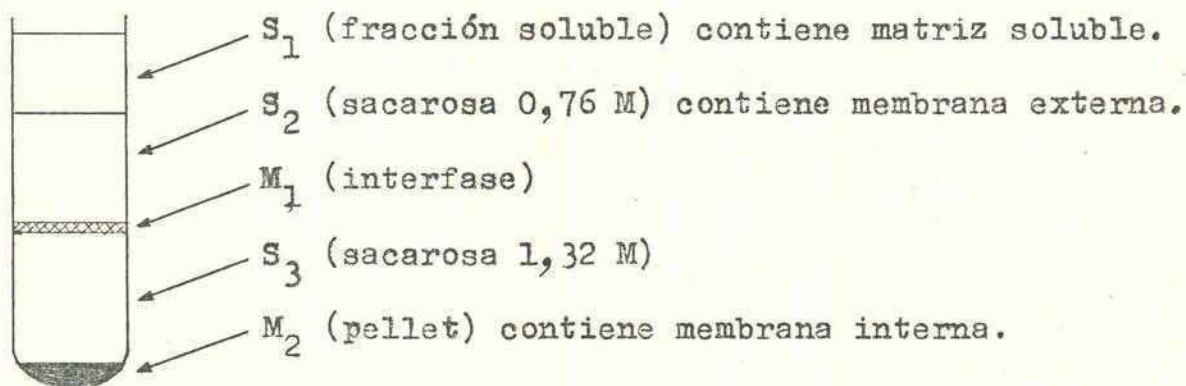 S₁ (fracción soluble) contiene matriz soluble.
S₂ (sacarosa 0,76 M) contiene membrana externa.
M₁ (interfase)
S₃ (sacarosa 1,32 M)
M₂ (pellet) contiene membrana interna.